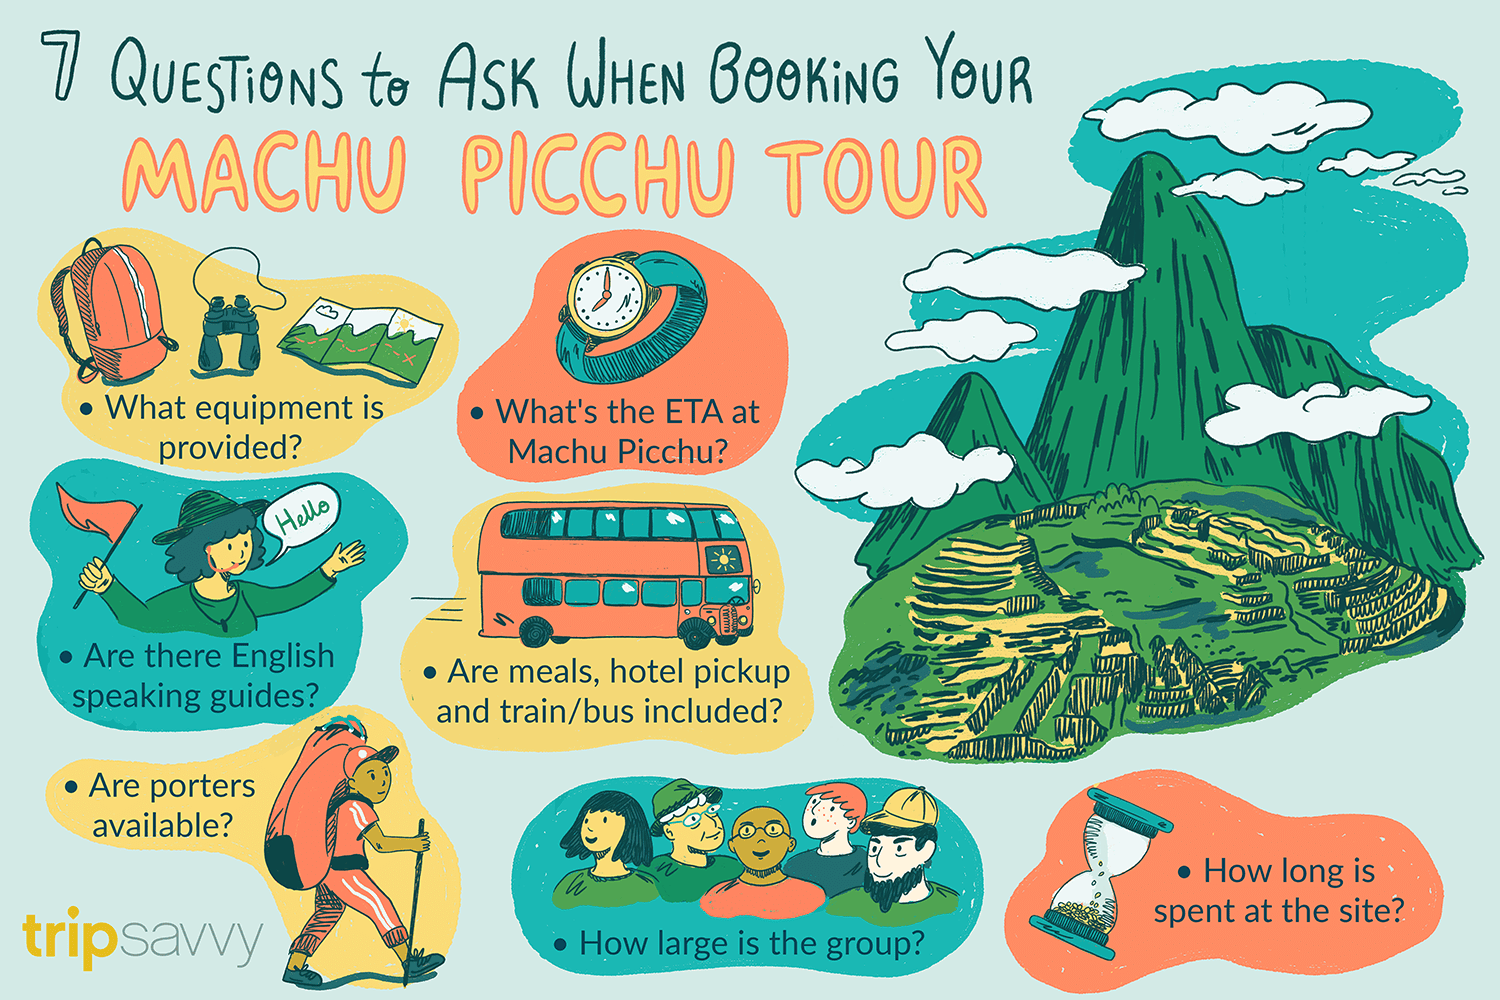 7 QUESTIONS to ASK WHEN BOOKING YOUR
MACHU PICCHU TOUR
• What equipment is
provided?
• What's the ETA at
Machu Picchu?
Hello
• Are there English
speaking guides?
• Are meals, hotel pickup
and train/bus included?
• Are porters
available?
• How large is the group?
• How long is
spent at the site?
tripsavvy